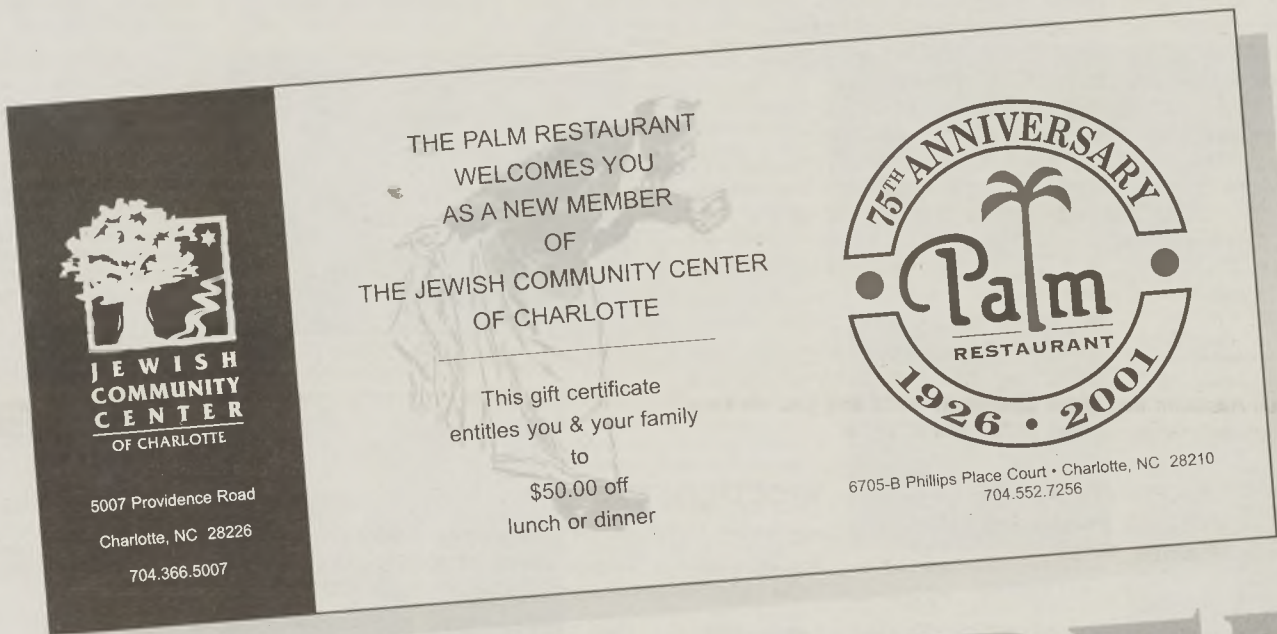 JEWISH
COMMUNITY
CENTER
OF CHARLOTTE
5007 Providence Road
Charlotte, NC 28226
704.366.5007
THE PALM RESTAURANT
WELCOMES YOU
AS A NEW MEMBER
OF
THE JEWISH COMMUNITY CENTER
OF CHARLOTTE
This gift certificate
entitles you & your family
to
$50.00 off
lunch or dinner
75TH ANNIVERSARY
Palm
RESTAURANT
1926 • 2001
6705-B Phillips Place Court • Charlotte, NC 28210
704.552.7256